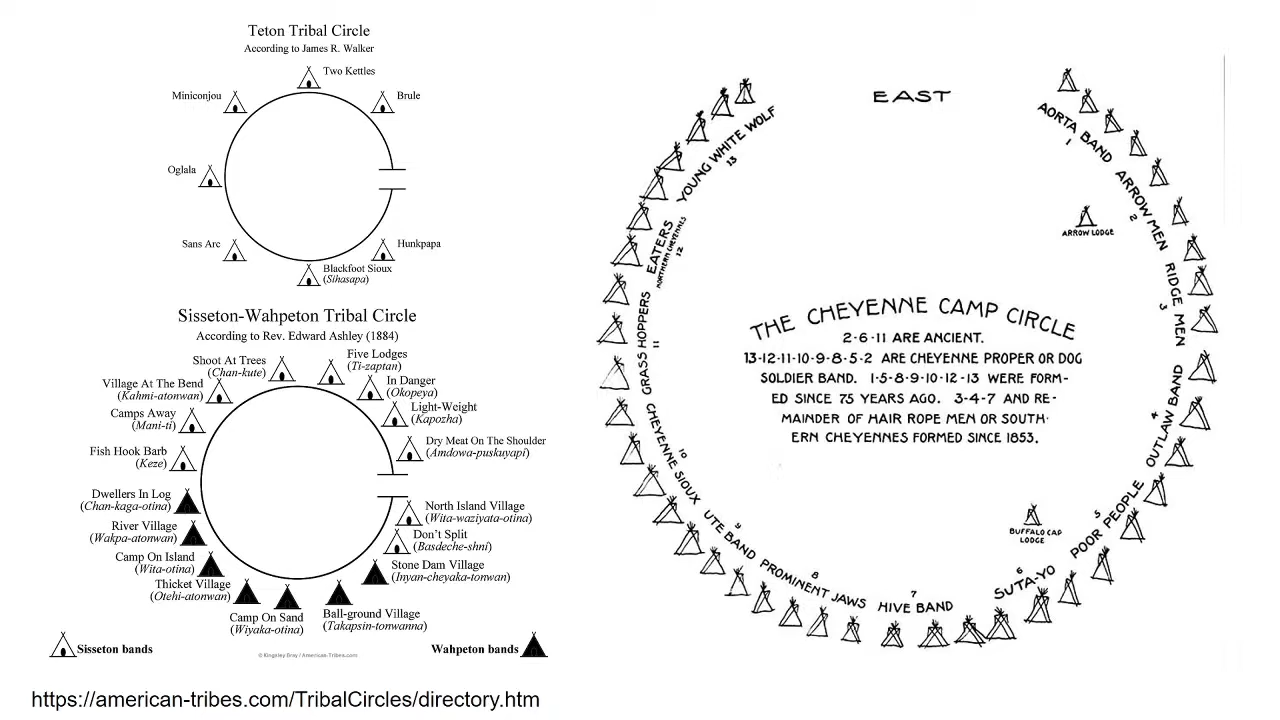 Teton Tribal Circle
According to James R. Walker
Two Kettles
Miniconjou
Brule
Oglala
Sans Arc
Hunkpapa
Blackfoot Sioux
(Sihasapa)
Sisseton-Wahpeton Tribal Circle
According to Rev. Edward Ashley (1884)
Shoot At Trees
(Chan-kute)
Five Lodges
(Ti-zaptan)
Village At The Bend
(Kahmi-atonwan)
In Danger
(Okopeya)
Camps Away
(Mani-ti)
Light-Weight
(Kapozha)
Fish Hook Barb
(Keze)
Dry Meat On The Shoulder
(Amdowa-puskuyapi)
Dwellers In Log
(Chan-kaga-otina)
North Island Village
(Wita-waziyata-otina)
River Village
(Wakpa-atonwan)
Don't Split
(Basdeche-shni)
Camp On Island
(Wita-otina)
Stone Dam Village
(Inyan-cheyaka-tonwan)
Thicket Village
(Otehi-atonwan)
Camp On Sand
(Wiyaka-otina)
Ball-ground Village
(Takapsin-tonwanna)
Sisseton bands
Wahpeton bands
© Kingsley Bray / American-Tribes.com
https://american-tribes.com/TribalCircles/directory.htm
EAST
AORTA BAND
1
ARROW MEN
2
ARROW LODGE
RIDGE MEN
3
OUTLAW BAND
4
POOR PEOPLE
5
BUFFALO CAP
LODGE
SUTA-YO
6
HIVE BAND
7
PROMINENT JAWS
8
UTE BAND
9
CHEYENNE SIOUX
10
GRASS HOPPERS
11
EATERS
NORTHERN CHEYENNES
12
YOUNG WHITE WOLF
13
THE CHEYENNE CAMP CIRCLE
2-6-11 ARE ANCIENT.
13-12-11-10-9-8-5-2 ARE CHEYENNE PROPER OR DOG
SOLDIER BAND. 1-5-8-9-10-12-13 WERE FORM-
ED SINCE 75 YEARS AGO. 3-4-7 AND RE-
MAINDER OF HAIR ROPE MEN OR SOUTH-
ERN CHEYENNES FORMED SINCE 1853.